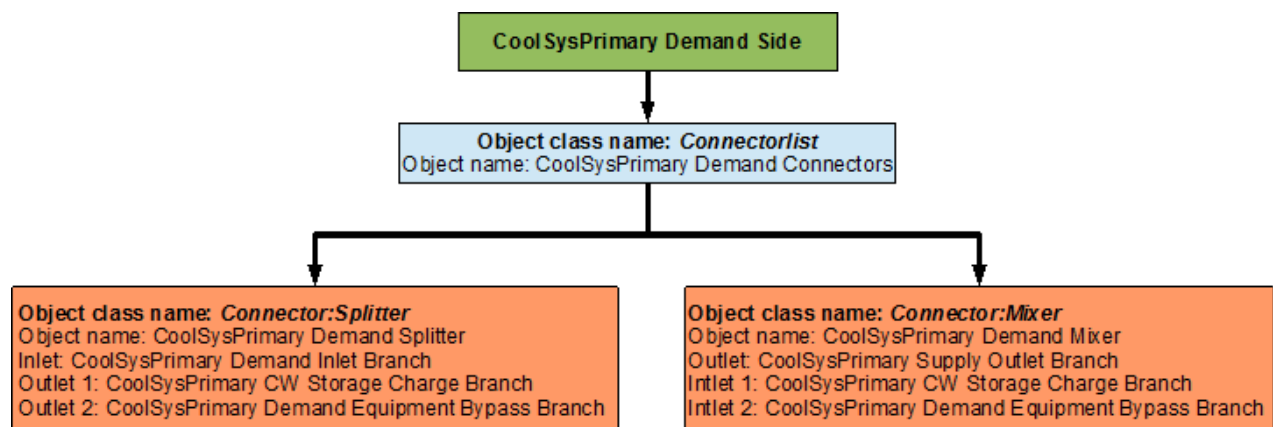 CoolSysPrimary Demand Side
Object class name: Connectorlist
Object name: CoolSysPrimary Demand Connectors
Object class name: Connector:Splitter
Object name: CoolSysPrimary Demand Splitter
Inlet: CoolSysPrimary Demand Inlet Branch
Outlet 1: CoolSysPrimary CW Storage Charge Branch
Outlet 2: CoolSysPrimary Demand Equipment Bypass Branch
Object class name: Connector:Mixer
Object name: CoolSysPrimary Demand Mixer
Outlet: CoolSysPrimary Supply Outlet Branch
Intlet 1: CoolSysPrimary CW Storage Charge Branch
Intlet 2: CoolSysPrimary Demand Equipment Bypass Branch